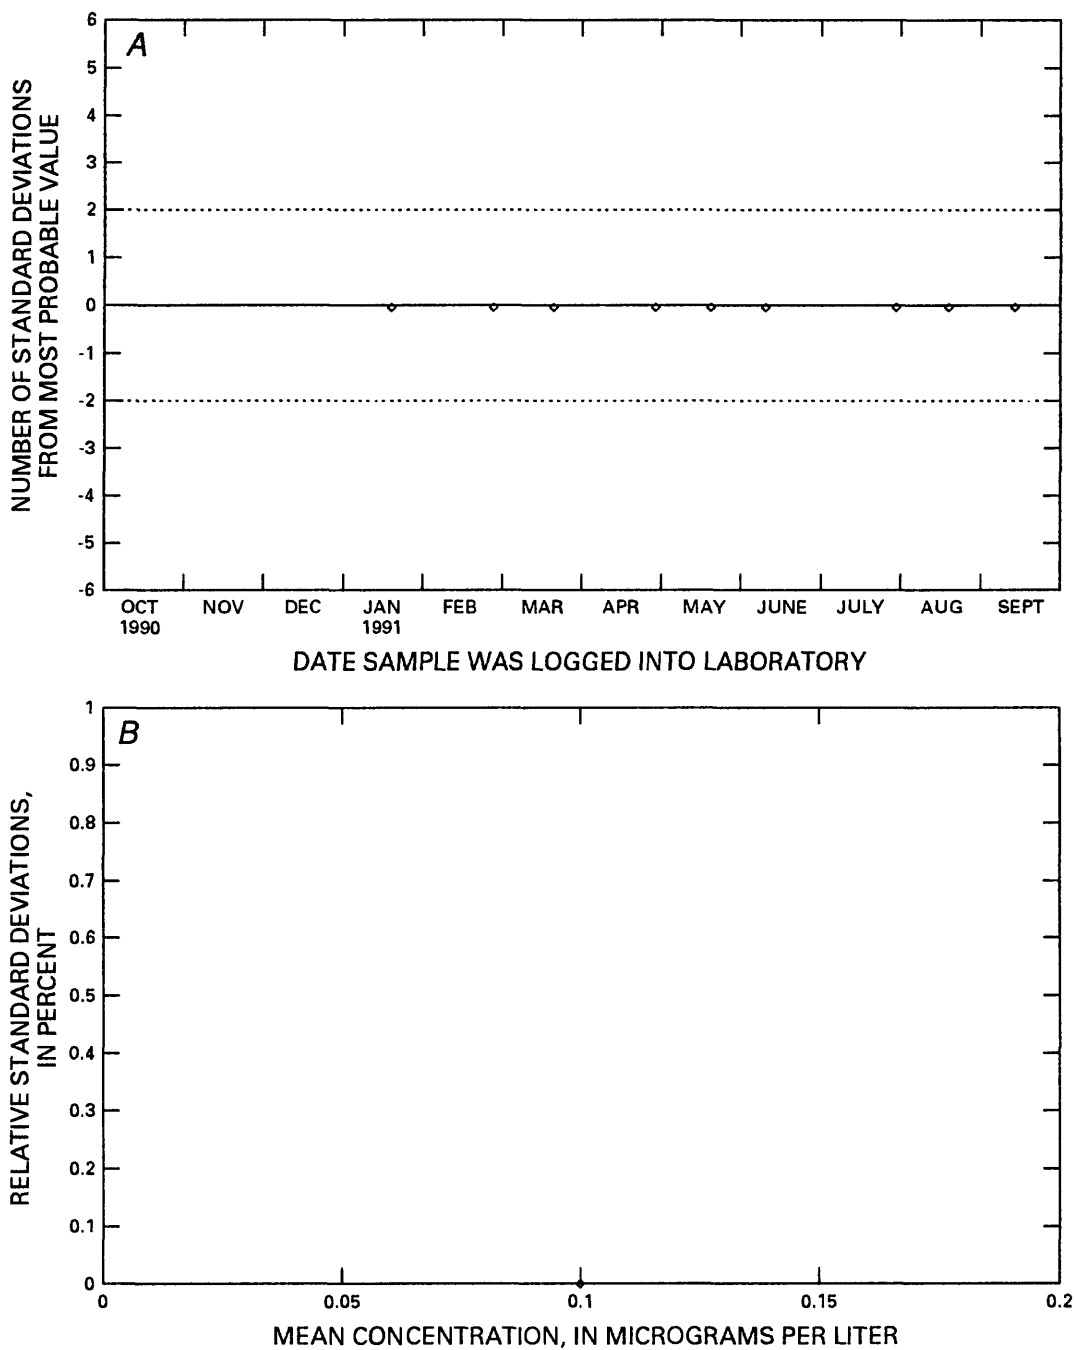 A
NUMBER OF STANDARD DEVIATIONS
FROM MOST PROBABLE VALUE
6
5
4
3
2
1
0
-1
-2
-3
-4
-5
-6
OCT NOV DEC JAN FEB MAR APR MAY JUNE JULY AUG SEPT
1990 1991
DATE SAMPLE WAS LOGGED INTO LABORATORY
B
RELATIVE STANDARD DEVIATIONS,
IN PERCENT
1
0.9
0.8
0.7
0.6
0.5
0.4
0.3
0.2
0.1
0
0 0.05 0.1 0.15 0.2
MEAN CONCENTRATION, IN MICROGRAMS PER LITER